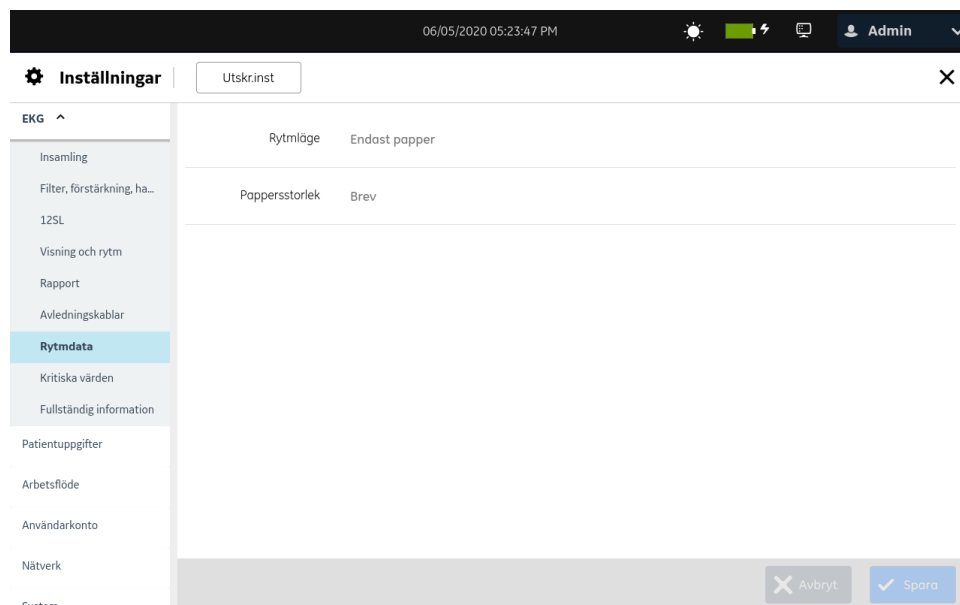 06/05/2020 05:23:47 PM
Admin
Inställningar
Utskr.inst
EKG
Insamling
Filter, förstärkning, ha...
12SL
Visning och rytm
Rapport
Avledningskablar
Rytmdata
Kritiska värden
Fullständig information
Patientuppgifter
Arbetsflöde
Användarkonto
Nätverk
Rytmläge
Endast papper
Pappersstorlek
Brev
Avbryt
Spara